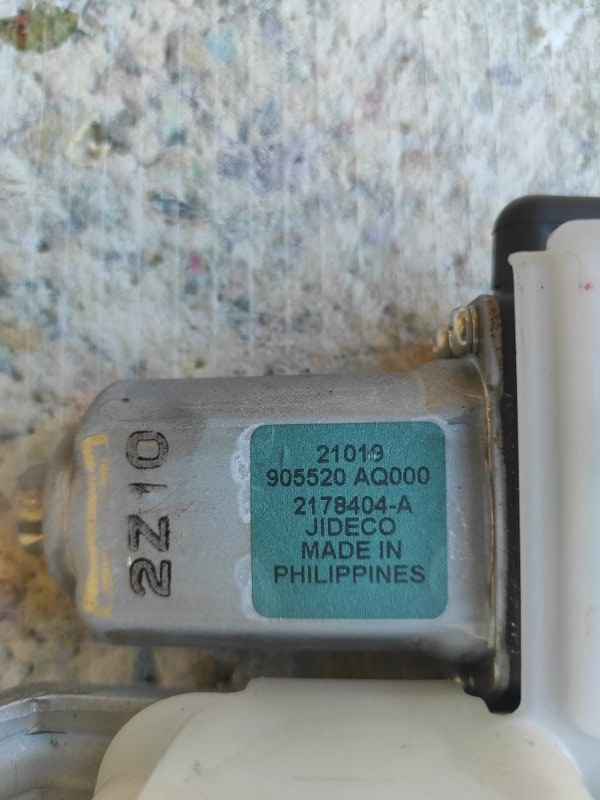 2Z10
21019
905520 AQ000
2178404-A
JIDECO
MADE IN
PHILIPPINES